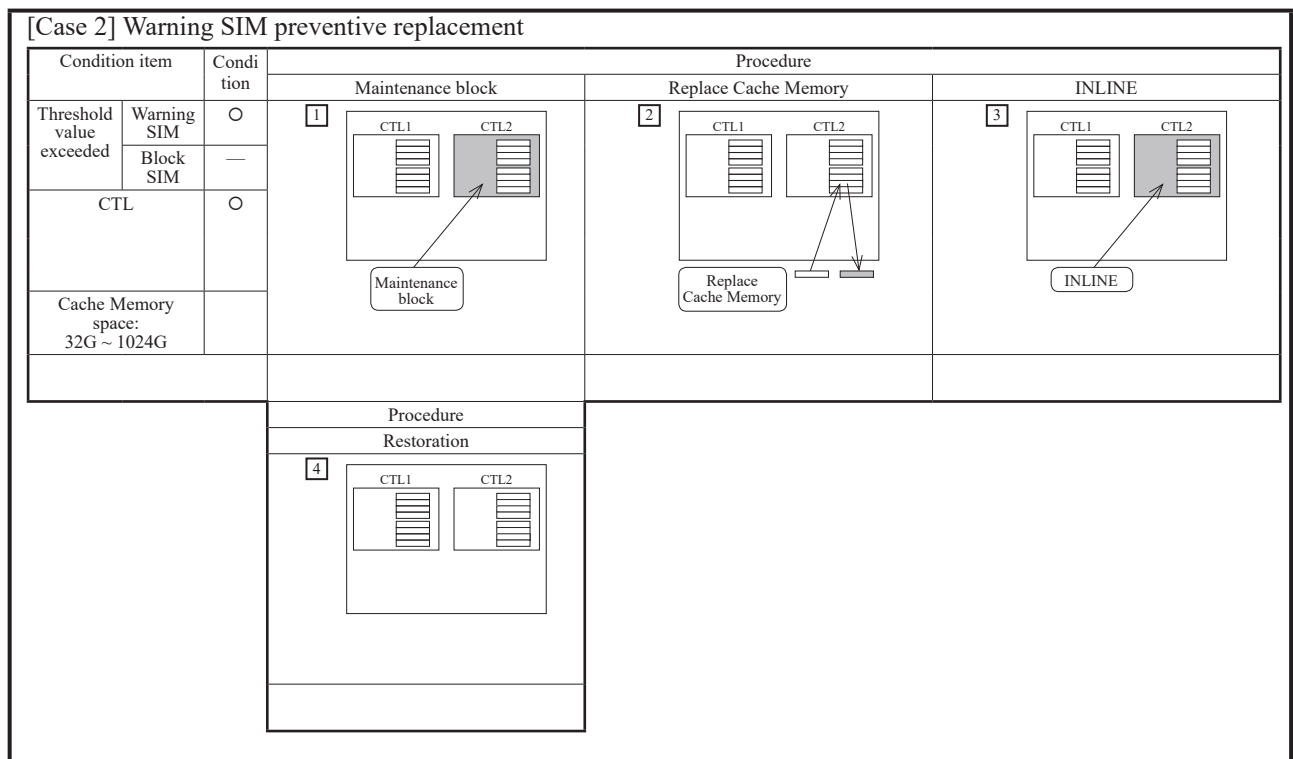 [Case 2] Warning SIM preventive replacement
Condition item
Condi
tion
Procedure
Maintenance block
Replace Cache Memory
INLINE
Threshold
value
exceeded
Warning
SIM
○
Block
SIM
—
CTL
○
Cache Memory
space:
32G ~ 1024G
1
CTL1
CTL2
Maintenance
block
2
CTL1
CTL2
Replace
Cache Memory
3
CTL1
CTL2
INLINE
Procedure
Restoration
4
CTL1
CTL2